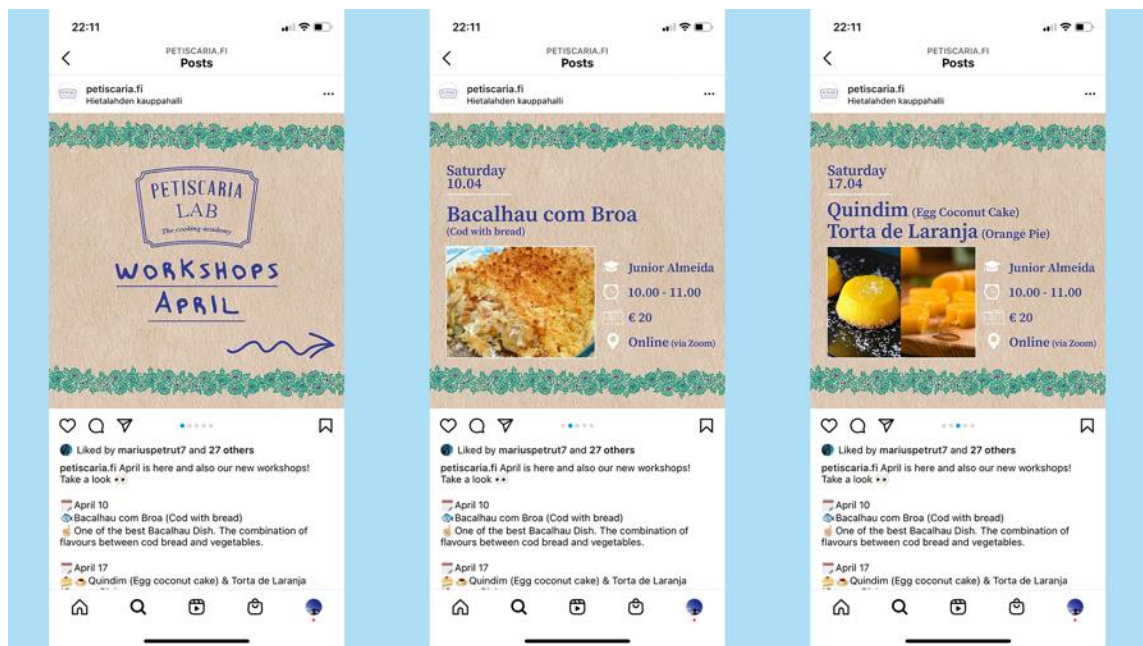 22:11
PETISCARIA.FI
Posts
petiscaria.fi
Hietalahden kauppahalli
PETISCARIA
LAB
The cooking academy
WORKSHOPS
APRIL
Liked by mariuspetrut7 and 27 others
petiscaria.fi April is here and also our new workshops!
Take a look
April 10
Bacalhau com Broa (Cod with bread)
One of the best Bacalhau Dish. The combination of
flavours between cod bread and vegetables.
April 17
Quindim (Egg coconut cake) & Torta de Laranja
22:11
PETISCARIA.FI
Posts
petiscaria.fi
Hietalahden kauppahalli
Saturday
10.04
Bacalhau com Broa
(Cod with bread)
Junior Almeida
10.00 - 11.00
€ 20
Online (via Zoom)
Liked by mariuspetrut7 and 27 others
petiscaria.fi April is here and also our new workshops!
Take a look
April 10
Bacalhau com Broa (Cod with bread)
One of the best Bacalhau Dish. The combination of
flavours between cod bread and vegetables.
April 17
Quindim (Egg coconut cake) & Torta de Laranja
22:11
PETISCARIA.FI
Posts
petiscaria.fi
Hietalahden kauppahalli
Saturday
17.04
Quindim (Egg Coconut Cake)
Torta de Laranja (Orange Pie)
Junior Almeida
10.00 - 11.00
€ 20
Online (via Zoom)
Liked by mariuspetrut7 and 27 others
petiscaria.fi April is here and also our new workshops!
Take a look
April 10
Bacalhau com Broa (Cod with bread)
One of the best Bacalhau Dish. The combination of
flavours between cod bread and vegetables.
April 17
Quindim (Egg coconut cake) & Torta de Laranja